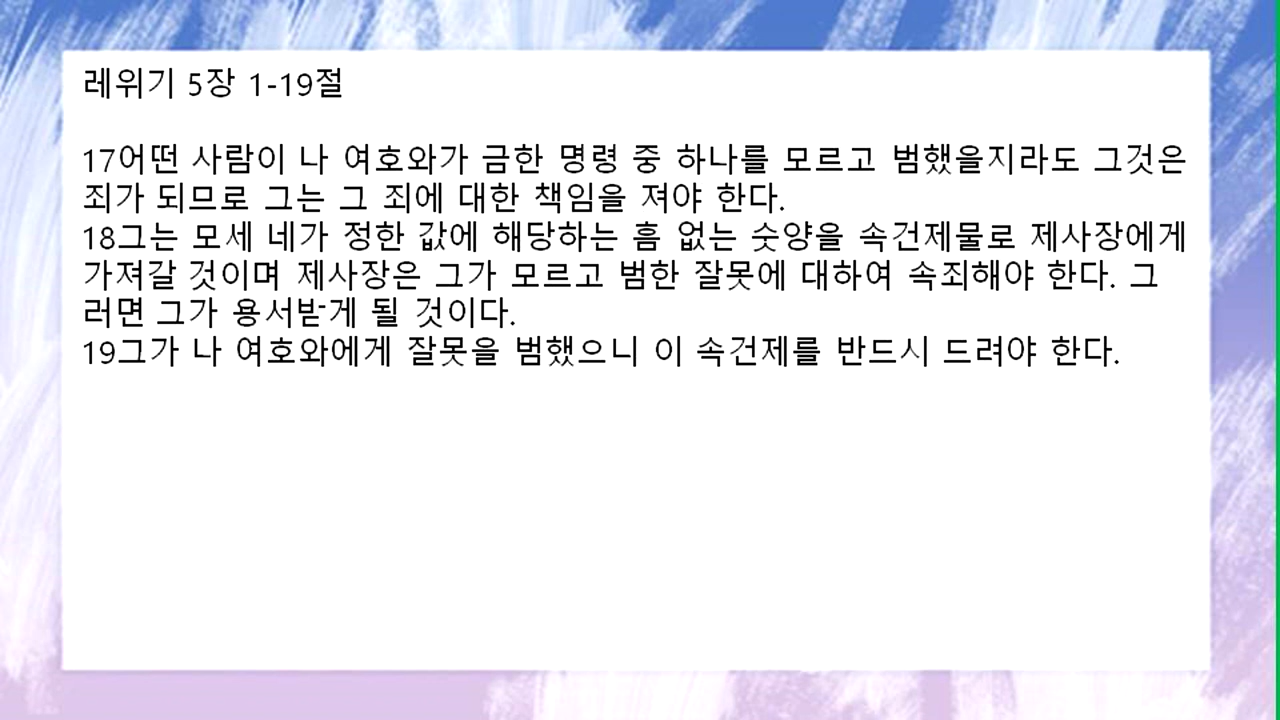 레위기 5장 1-19절
17어떤 사람이 나 여호와가 금한 명령 중 하나를 모르고 범했을지라도 그것은
죄가 되므로 그는 그 죄에 대한 책임을 져야 한다.
18그는 모세 네가 정한 값에 해당하는 흠 없는 숫양을 속건제물로 제사장에게
가져갈 것이며 제사장은 그가 모르고 범한 잘못에 대하여 속죄해야 한다. 그
러면 그가 용서받게 될 것이다.
19그가 나 여호와에게 잘못을 범했으니 이 속건제를 반드시 드려야 한다.